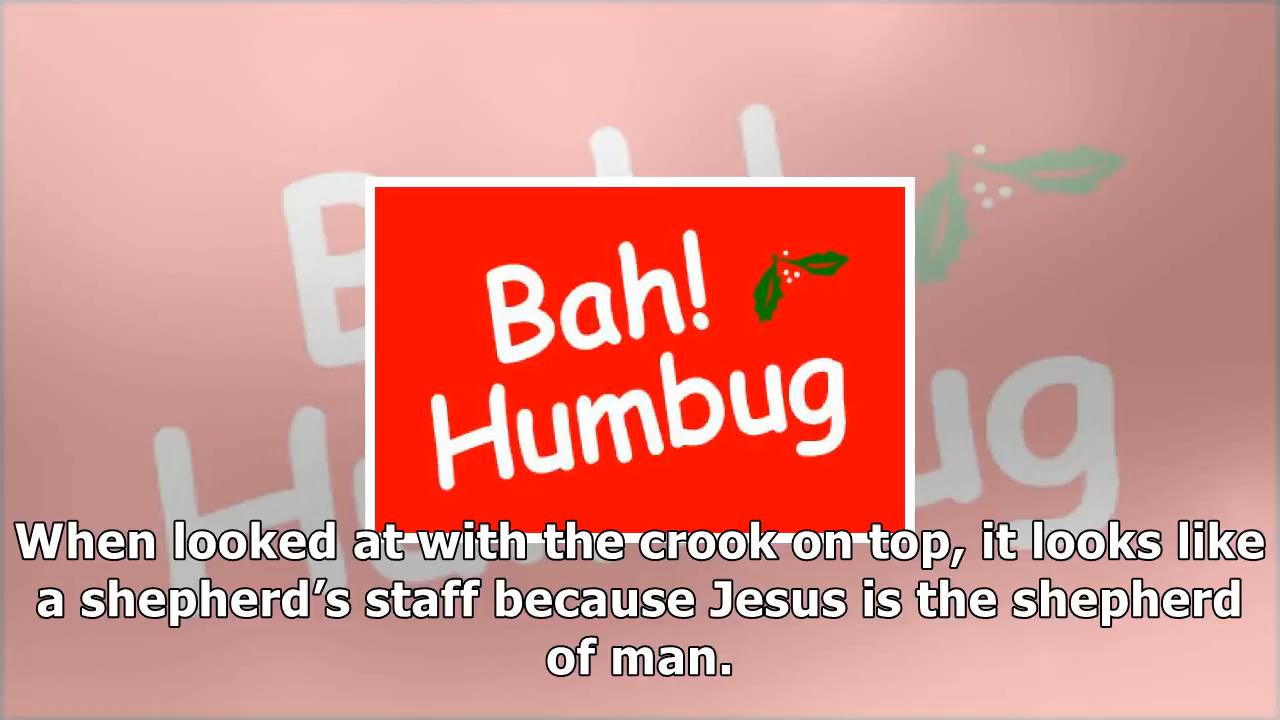 Bah!
Humbug
When looked at with the crook on top, it looks like
a shepherd’s staff because Jesus is the shepherd
of man.